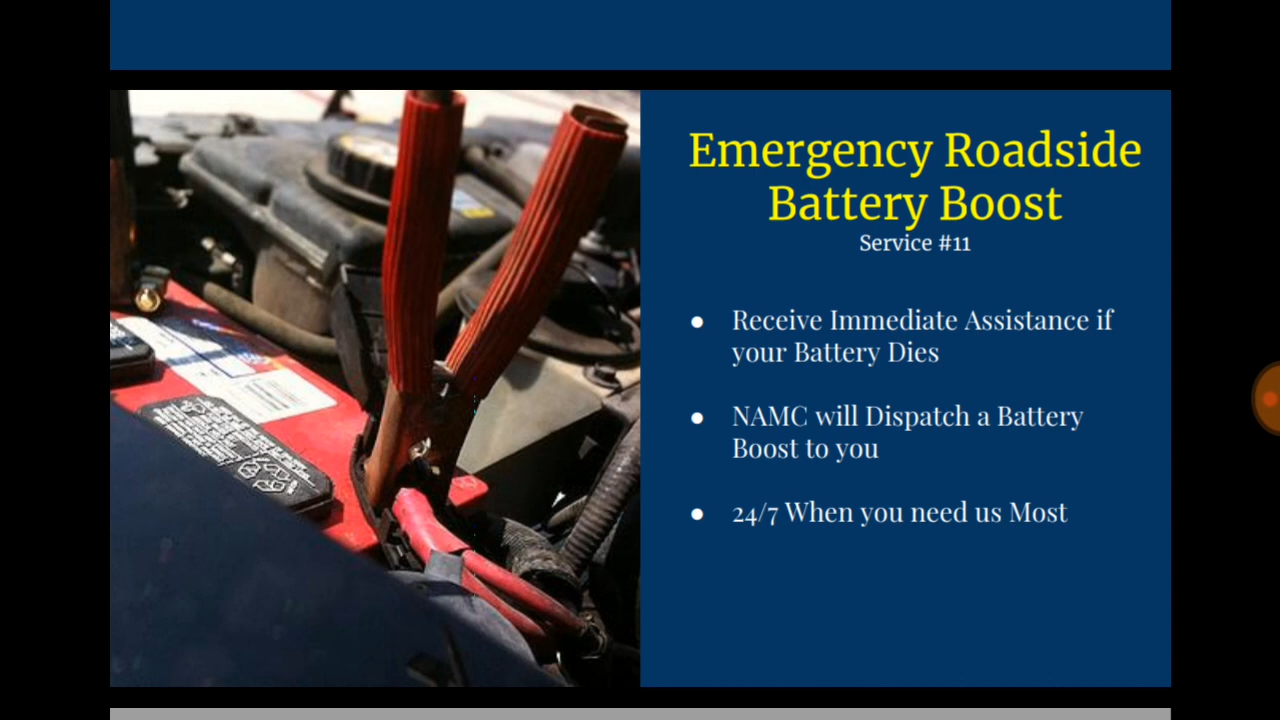 Emergency Roadside
Battery Boost
Service #11
● Receive Immediate Assistance if
your Battery Dies
● NAMC will Dispatch a Battery
Boost to you
● 24/7 When you need us Most